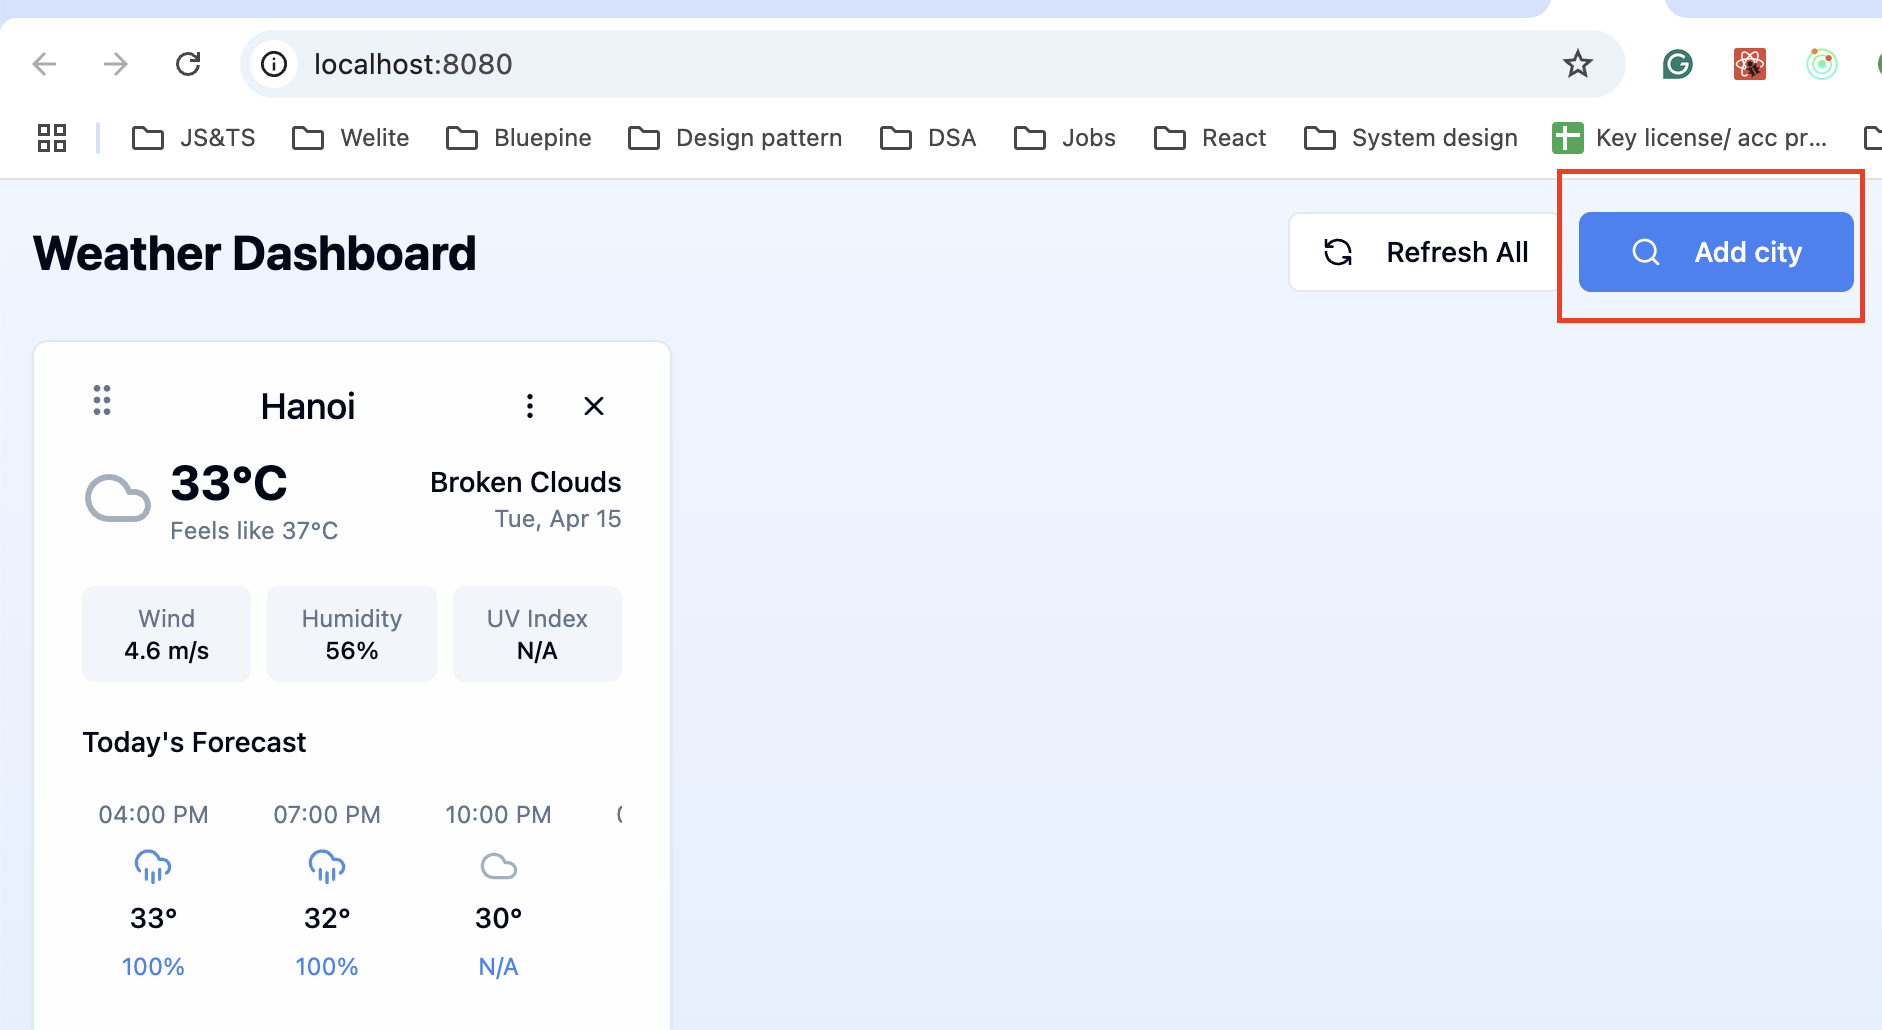 localhost:8080
JS&TS Welite Bluepine Design pattern DSA Jobs React System design Key license/ acc pr...
Weather Dashboard
Refresh All
Add city
Hanoi
33°C
Feels like 37°C
Broken Clouds
Tue, Apr 15
Wind
4.6 m/s
Humidity
56%
UV Index
N/A
Today's Forecast
04:00 PM 07:00 PM 10:00 PM
33° 32° 30°
100% 100% N/A